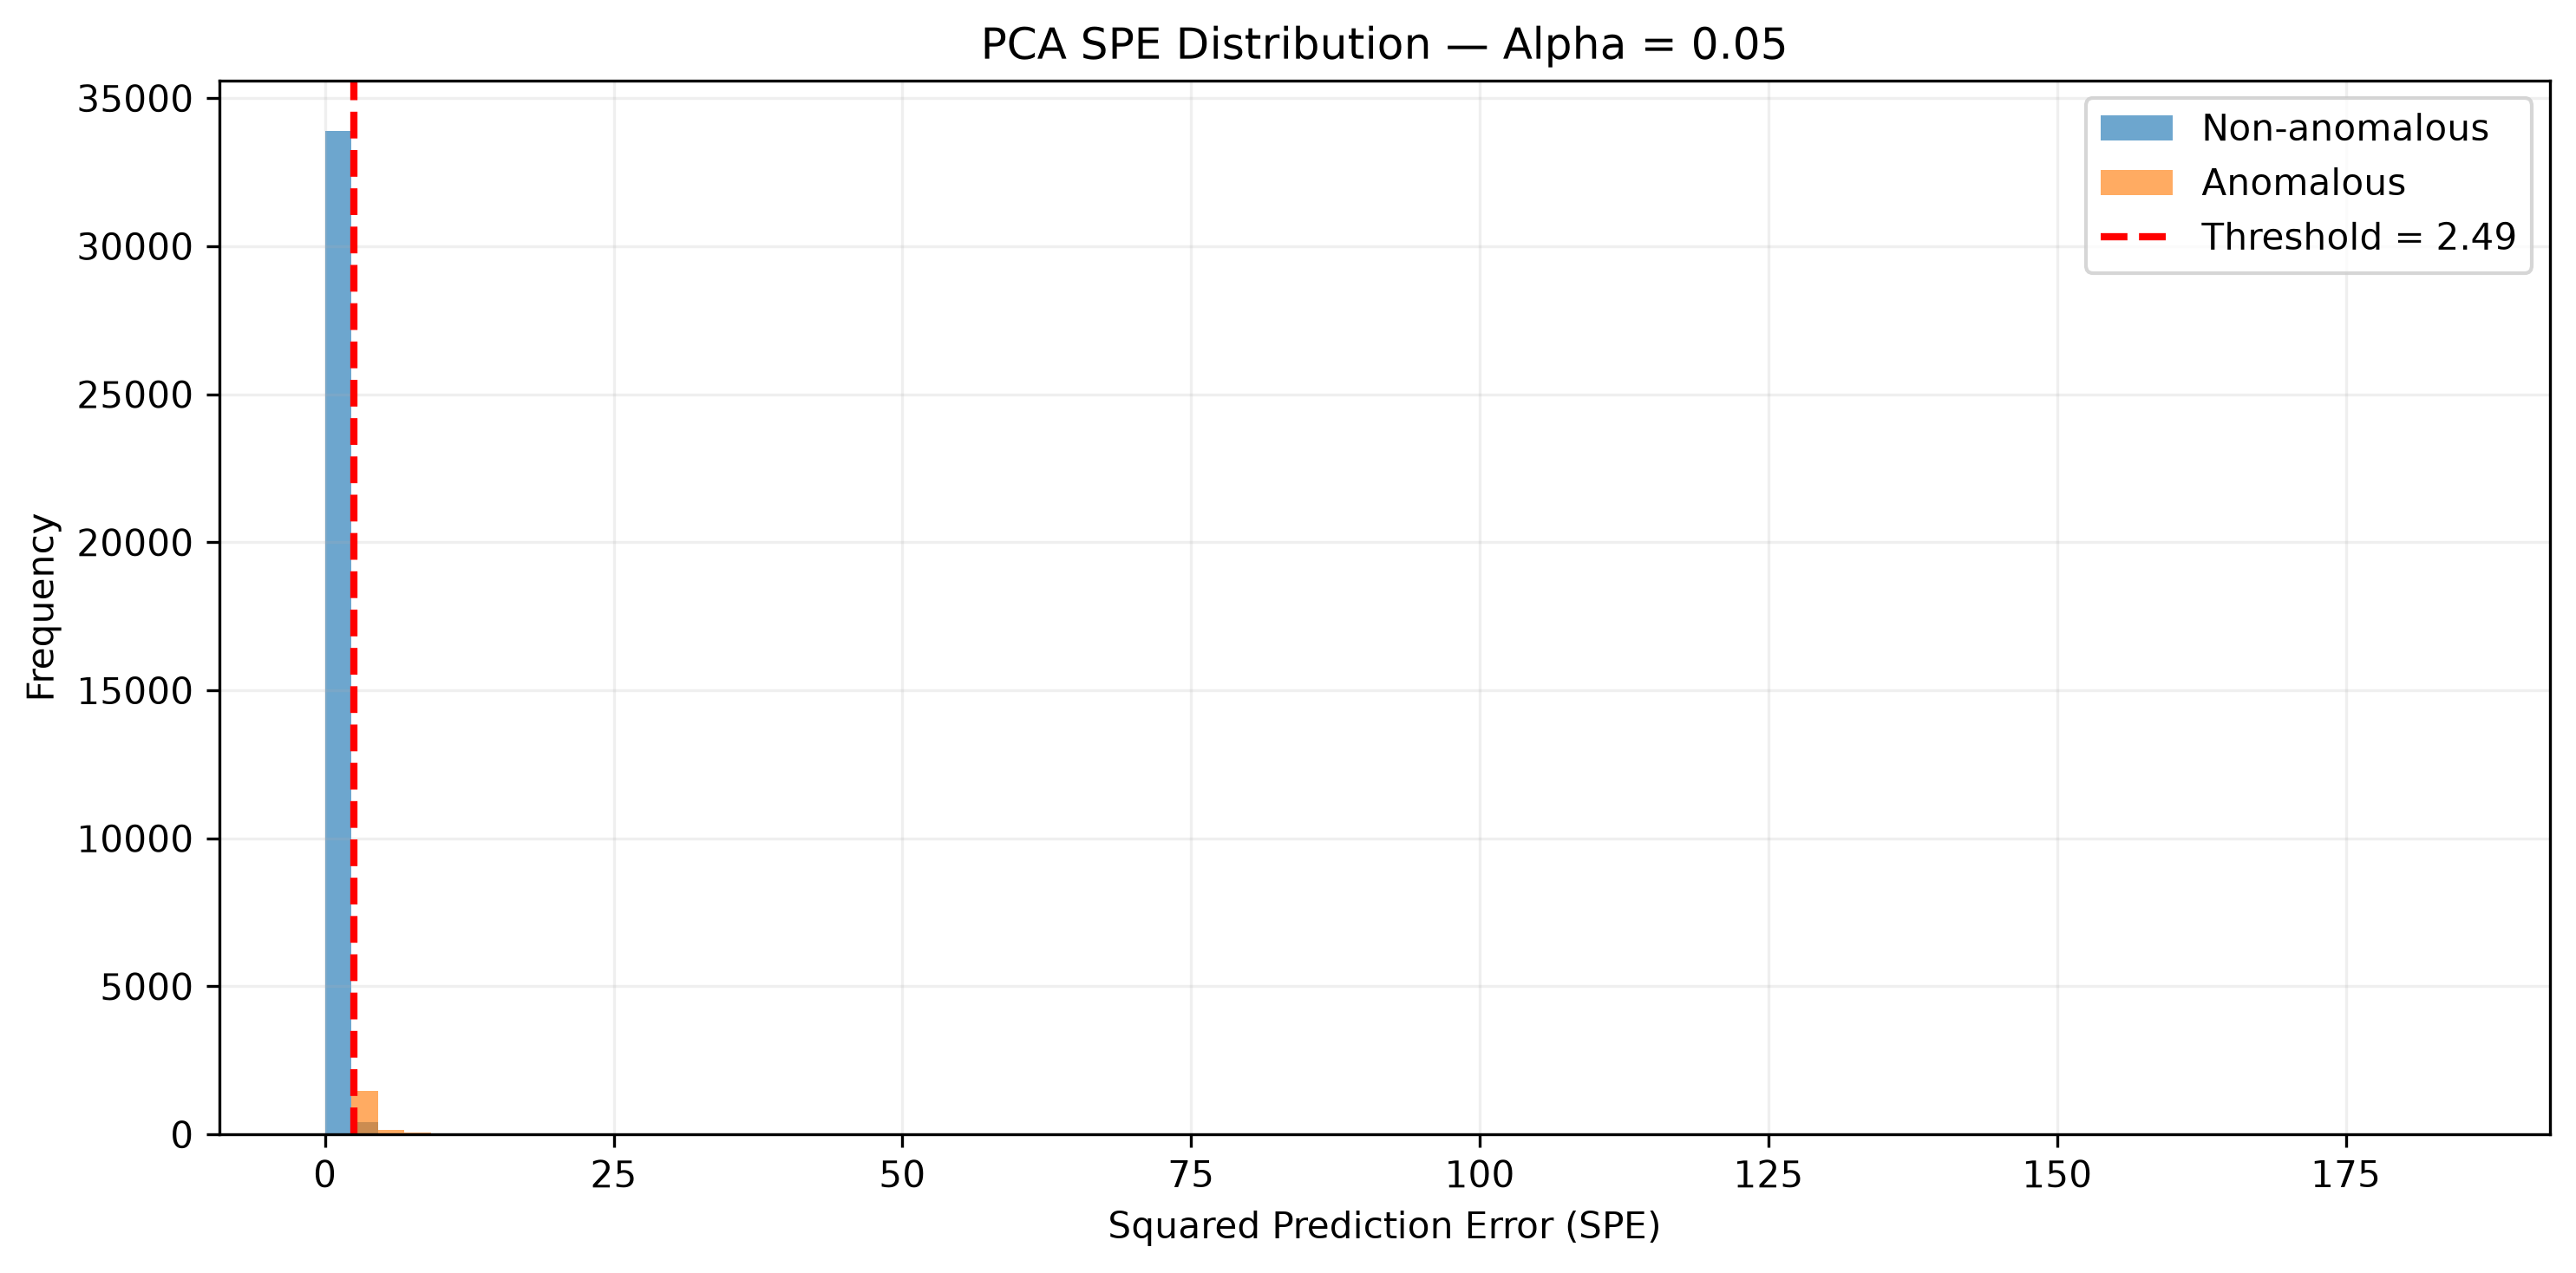 PCA SPE Distribution — Alpha = 0.05
35000
30000
25000
20000
15000
10000
5000
0
Frequency
Non-anomalous
Anomalous
Threshold = 2.49
0 25 50 75 100 125 150 175
Squared Prediction Error (SPE)